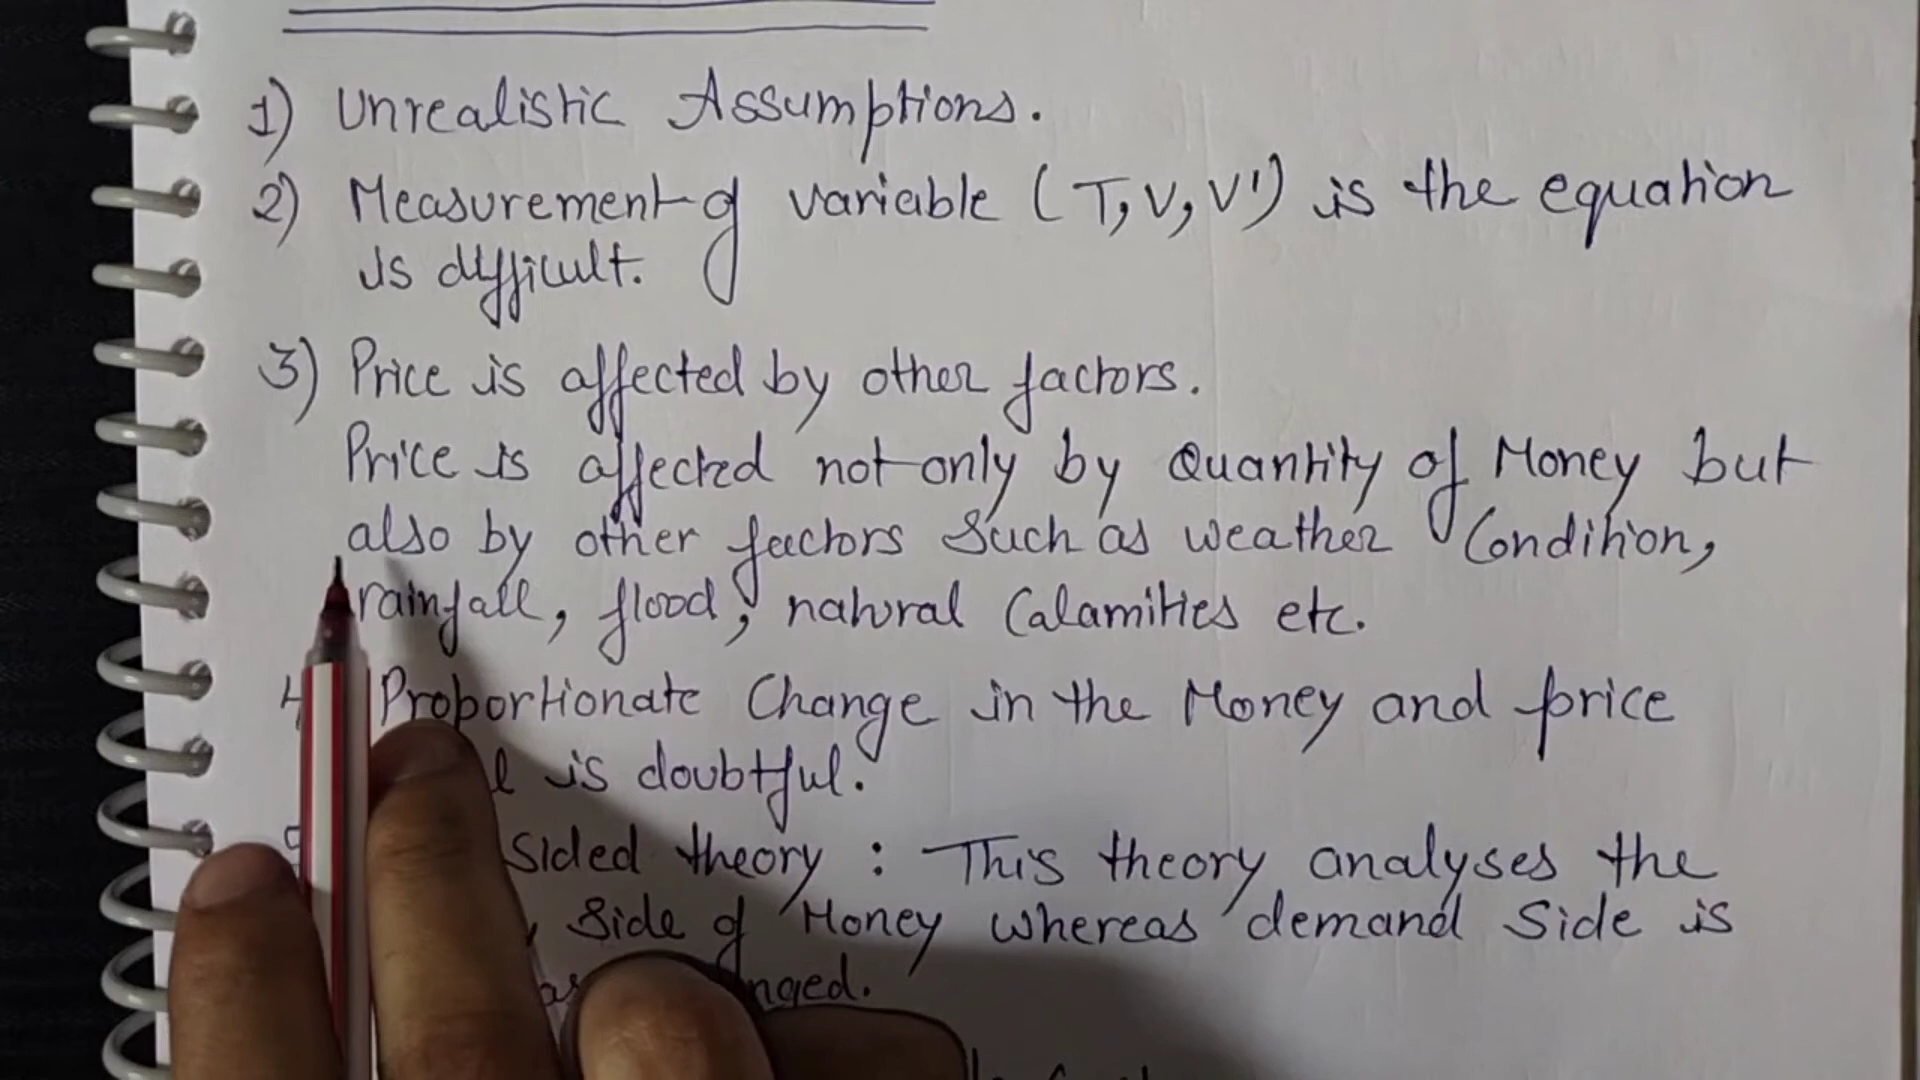 1) Unrealistic Assumptions.
2) Measurement of variable (T, V, V') is the equation
is difficult.
3) Price is affected by other factors.
Price is affected not only by Quantity of Money but
also by other factors Such as weather Condition,
rainfall, flood, natural Calamities etc.
4 Proportionate Change in the Money and price
is doubtful.
Sided theory : This theory analyses the
Side of Money whereas demand Side is